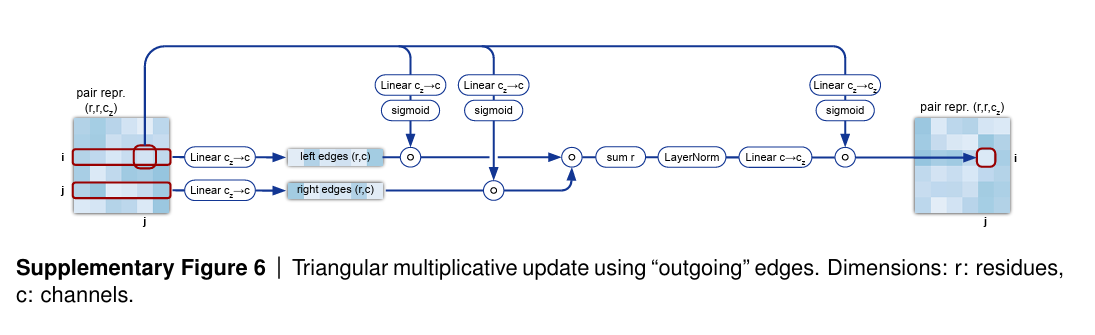 pair repr.
(r,r,c_z)
i
j
j
Linear c_z→c
Linear c_z→c
left edges (r,c)
right edges (r,c)
Linear c_z→c
sigmoid
Linear c_z→c
sigmoid
sum r
LayerNorm
Linear c→c_z
Linear c_z→c_z
sigmoid
pair repr. (r,r,c_z)
i
j
Supplementary Figure 6 | Triangular multiplicative update using “outgoing” edges. Dimensions: r: residues,
c: channels.